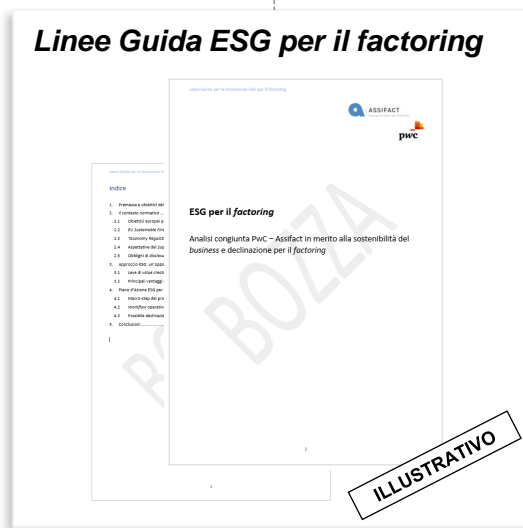 Linee Guida ESG per il factoring
Linee Guida per la transizione ESG per il Factoring
ASSIFACT
pwc
ESG per il factoring
Analisi congiunta PwC – Assifact in merito alla sostenibilità del
business e declinazione per il factoring
BOZZA
Indice
1. Premessa e obiettivi del
2. Il contesto normativo
2.1 Obiettivi europei p
2.2 EU Sustainable Fin
2.3 Taxonomy Regulati
2.4 Aspettative del Sup
2.5 Obblighi di disclosu
3. Approccio ESG: un'oppo
3.1 Leve di value creati
3.2 Principali vantaggi
4. Piano d'Azione ESG per
4.1 Macro-step del pro
4.2 Workflow operativ
4.3 Possibile declinazio
5. Conclusioni
ILLUSTRATIVO